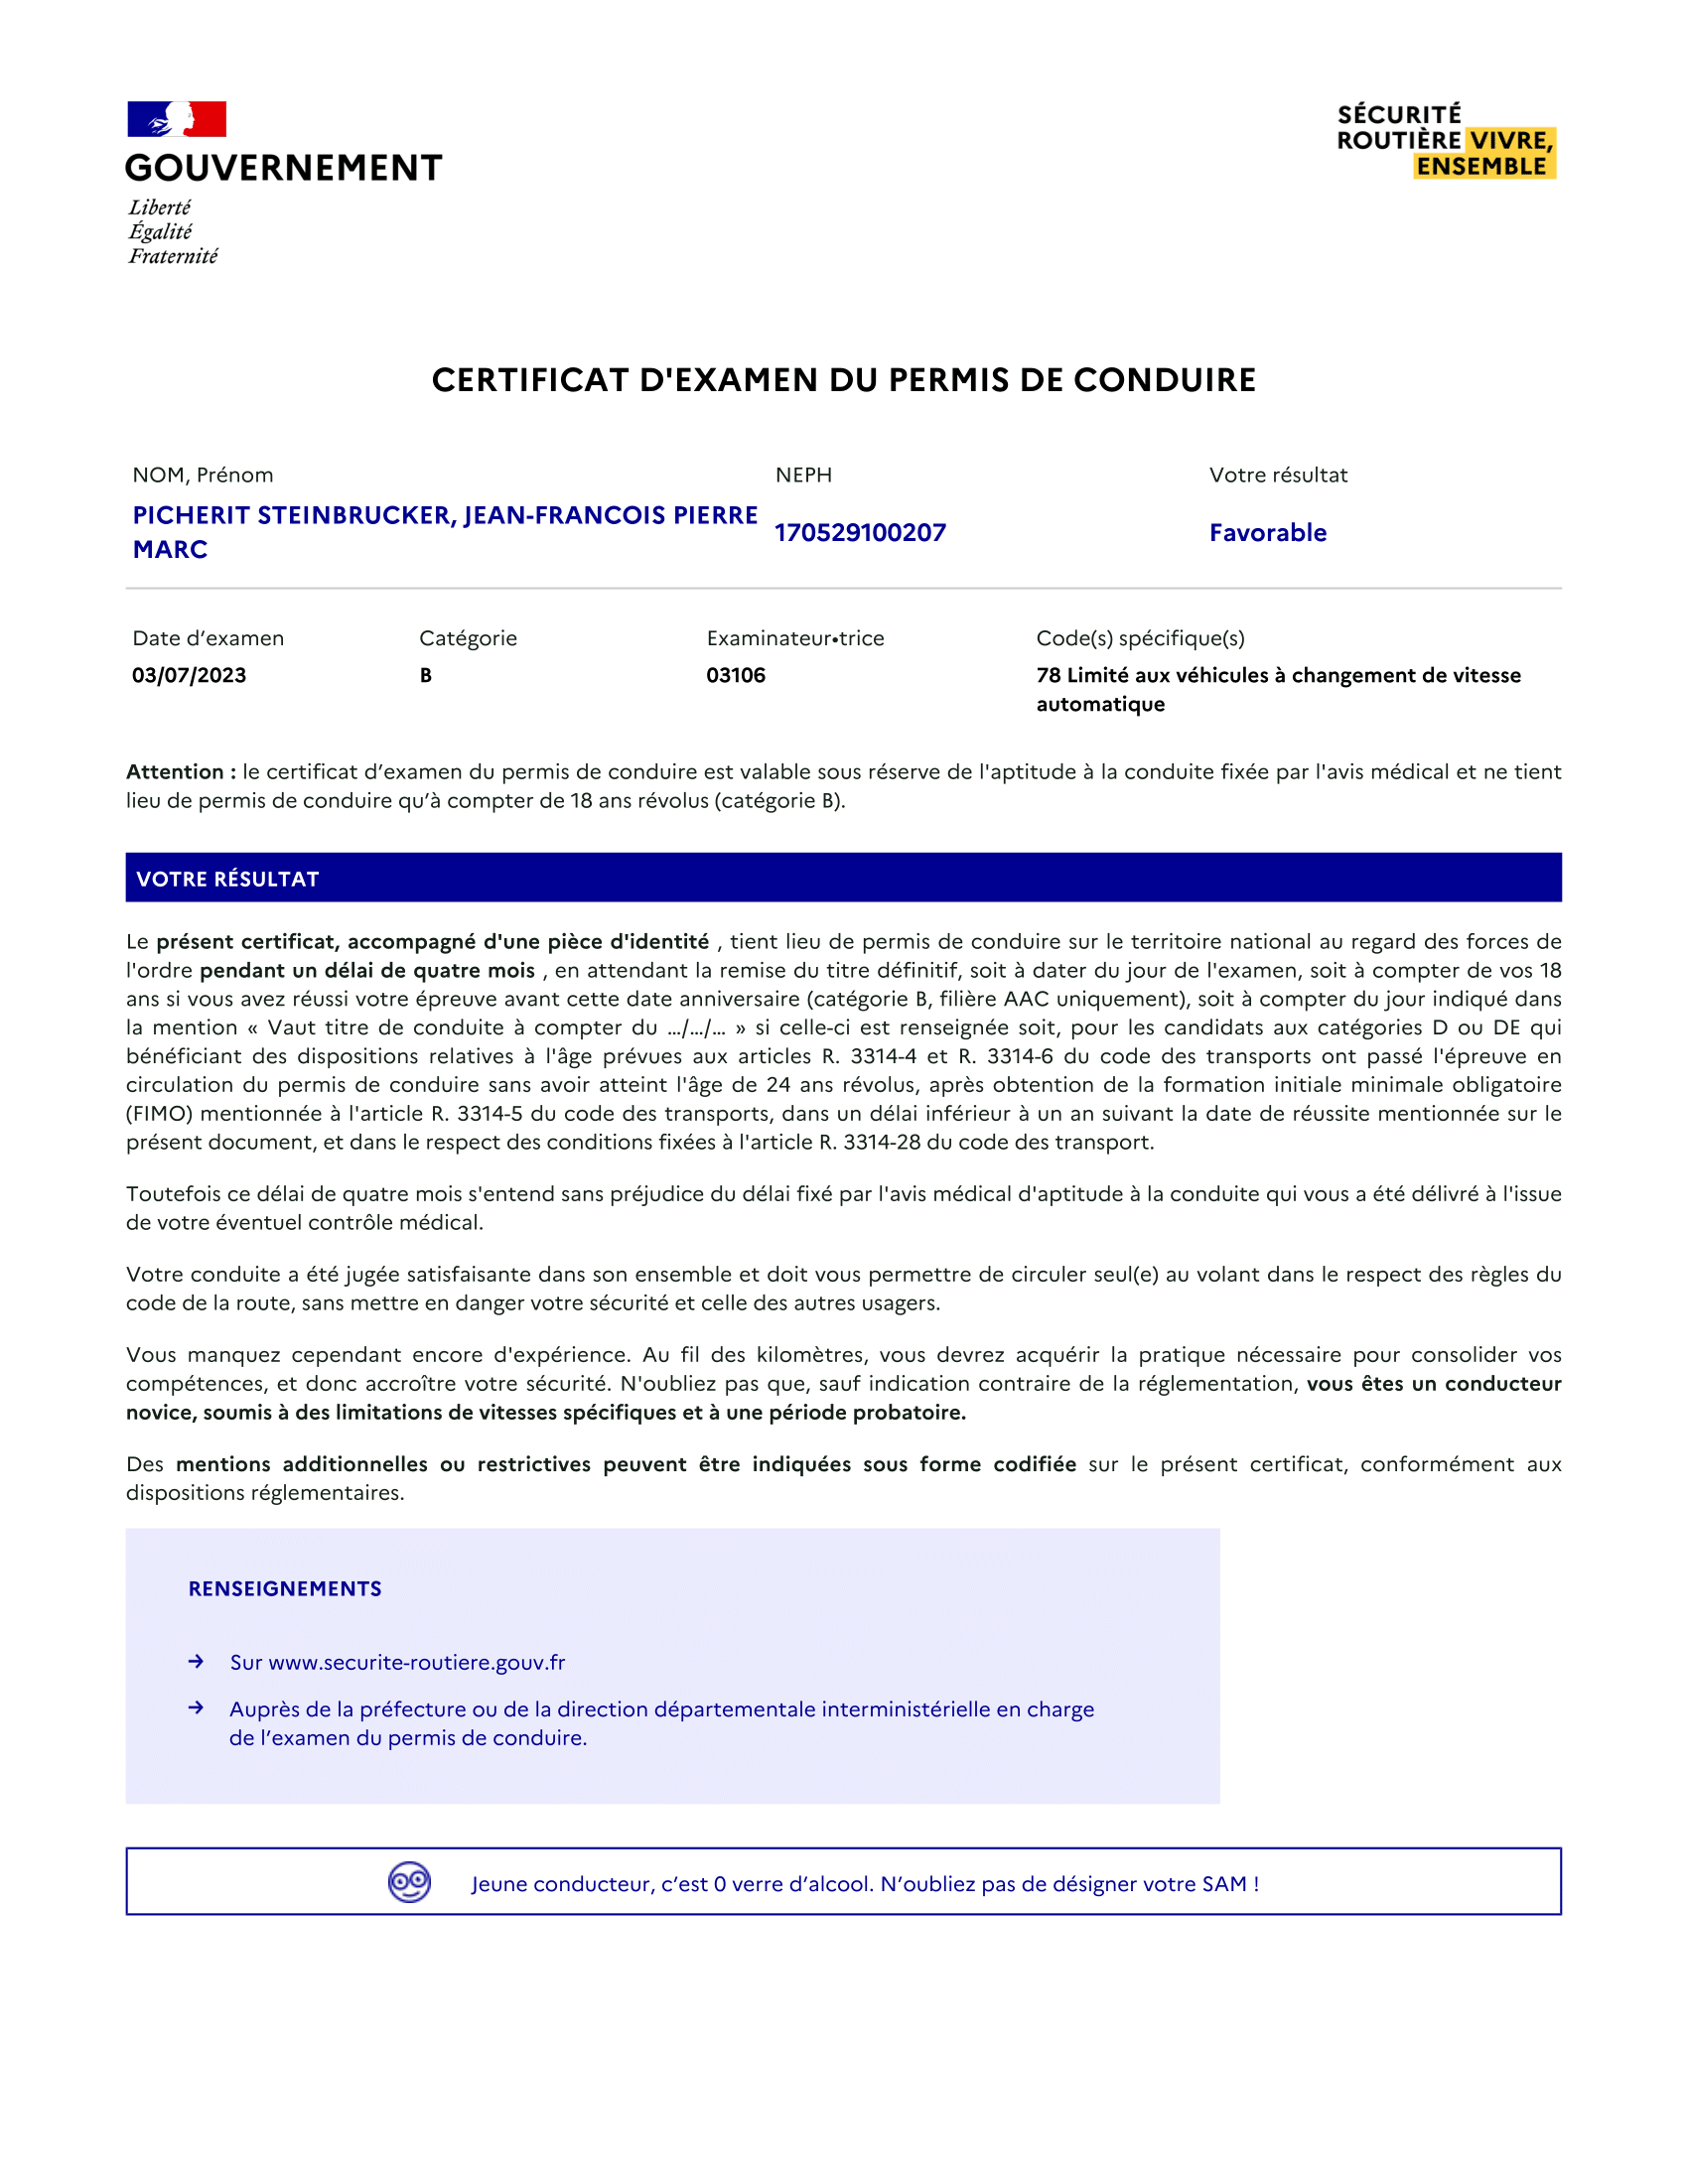 GOUVERNEMENT
Liberté
Égalité
Fraternité
SÉCURITÉ
ROUTIÈRE VIVRE,
ENSEMBLE
CERTIFICAT D'EXAMEN DU PERMIS DE CONDUIRE
NOM, Prénom
PICHERIT STEINBRUCKER, JEAN-FRANCOIS PIERRE
MARC
NEPH
170529100207
Votre résultat
Favorable
Date d’examen
03/07/2023
Catégorie
B
Examinateur•trice
03106
Code(s) spécifique(s)
78 Limité aux véhicules à changement de vitesse
automatique
Attention : le certificat d’examen du permis de conduire est valable sous réserve de l'aptitude à la conduite fixée par l'avis médical et ne tient
lieu de permis de conduire qu’à compter de 18 ans révolus (catégorie B).
VOTRE RÉSULTAT
Le présent certificat, accompagné d'une pièce d'identité , tient lieu de permis de conduire sur le territoire national au regard des forces de
l'ordre pendant un délai de quatre mois , en attendant la remise du titre définitif, soit à dater du jour de l'examen, soit à compter de vos 18
ans si vous avez réussi votre épreuve avant cette date anniversaire (catégorie B, filière AAC uniquement), soit à compter du jour indiqué dans
la mention « Vaut titre de conduite à compter du …/…/… » si celle-ci est renseignée soit, pour les candidats aux catégories D ou DE qui
bénéficiant des dispositions relatives à l'âge prévues aux articles R. 3314-4 et R. 3314-6 du code des transports ont passé l'épreuve en
circulation du permis de conduire sans avoir atteint l'âge de 24 ans révolus, après obtention de la formation initiale minimale obligatoire
(FIMO) mentionnée à l'article R. 3314-5 du code des transports, dans un délai inférieur à un an suivant la date de réussite mentionnée sur le
présent document, et dans le respect des conditions fixées à l'article R. 3314-28 du code des transport.
Toutefois ce délai de quatre mois s'entend sans préjudice du délai fixé par l'avis médical d'aptitude à la conduite qui vous a été délivré à l'issue
de votre éventuel contrôle médical.
Votre conduite a été jugée satisfaisante dans son ensemble et doit vous permettre de circuler seul(e) au volant dans le respect des règles du
code de la route, sans mettre en danger votre sécurité et celle des autres usagers.
Vous manquez cependant encore d'expérience. Au fil des kilomètres, vous devrez acquérir la pratique nécessaire pour consolider vos
compétences, et donc accroître votre sécurité. N'oubliez pas que, sauf indication contraire de la réglementation, vous êtes un conducteur
novice, soumis à des limitations de vitesses spécifiques et à une période probatoire.
Des mentions additionnelles ou restrictives peuvent être indiquées sous forme codifiée sur le présent certificat, conformément aux
dispositions réglementaires.
RENSEIGNEMENTS
→ Sur www.securite-routiere.gouv.fr
→ Auprès de la préfecture ou de la direction départementale interministérielle en charge
de l’examen du permis de conduire.
Jeune conducteur, c’est 0 verre d’alcool. N’oubliez pas de désigner votre SAM !